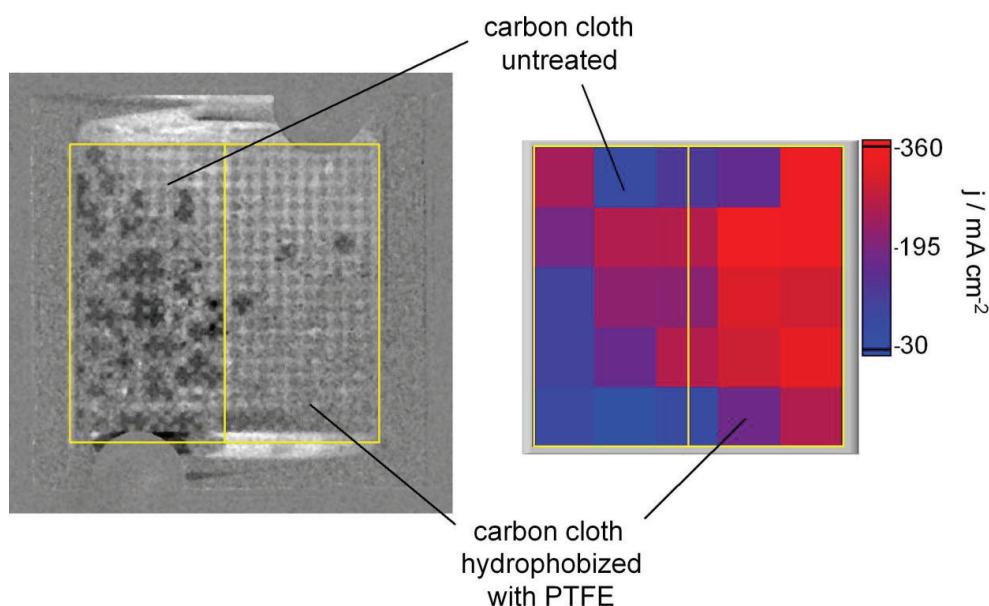 carbon cloth
untreated
-360
-195
-30
j / mA cm-2
carbon cloth
hydrophobized
with PTFE